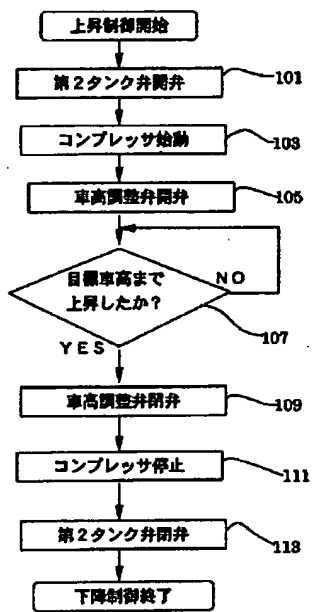 上昇制御開始
第2タンク弁開弁
101
コンプレッサ始動
103
車高調整弁開弁
105
目標車高まで
上昇したか?
NO
107
YES
車高調整弁閉弁
109
コンプレッサ停止
111
第2タンク弁閉弁
113
下降制御終了